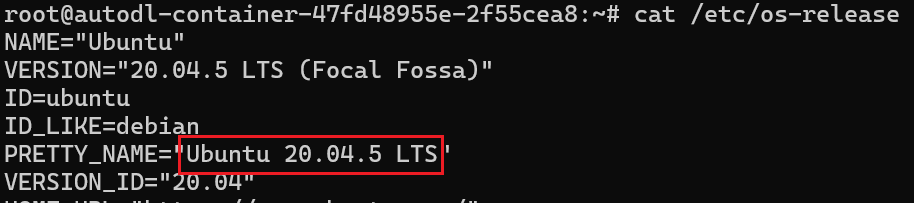 root@autodl-container-47fd48955e-2f55cea8:~# cat /etc/os-release
NAME="Ubuntu"
VERSION="20.04.5 LTS (Focal Fossa)"
ID=ubuntu
ID_LIKE=debian
PRETTY_NAME="Ubuntu 20.04.5 LTS"
VERSION_ID="20.04"